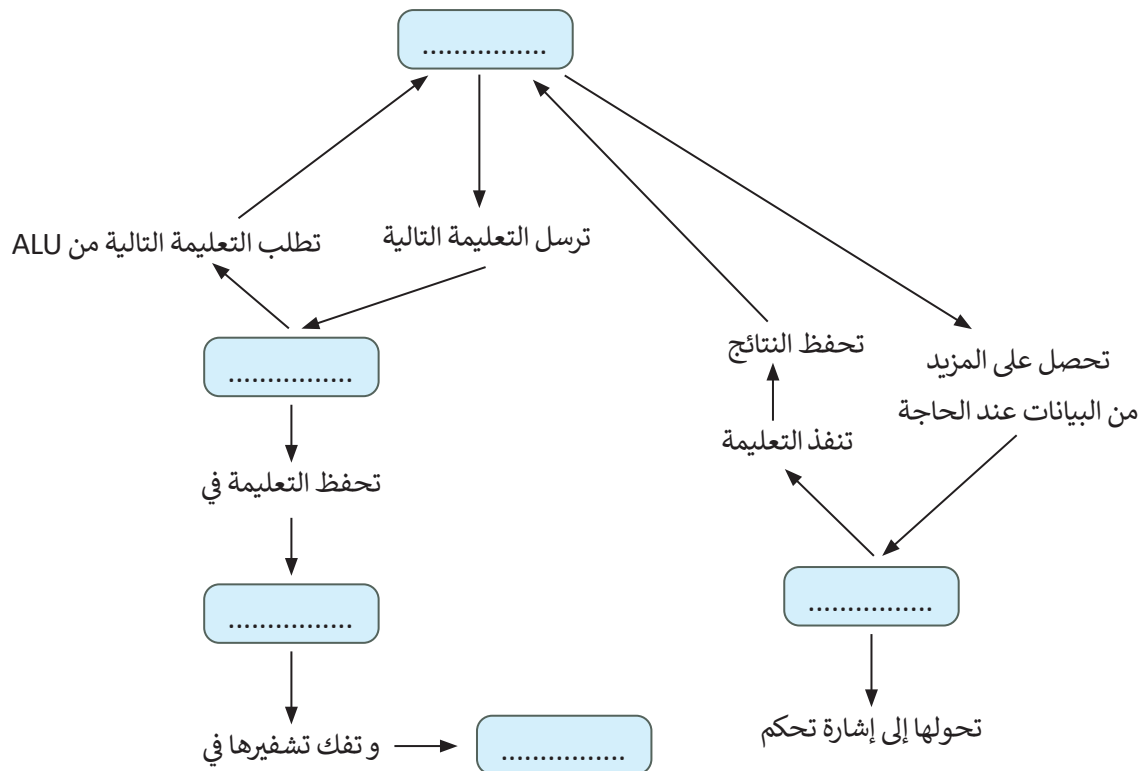 ................
تطلب التعليمة التالية من ALU
ترسل التعليمة التالية
................
تحفظ النتائج
تحصل على المزيد
من البيانات عند الحاجة
تنفذ التعليمة
تحفظ التعليمة في
................
................
و تفك تشفيرها في
................
تحولها إلى إشارة تحكم